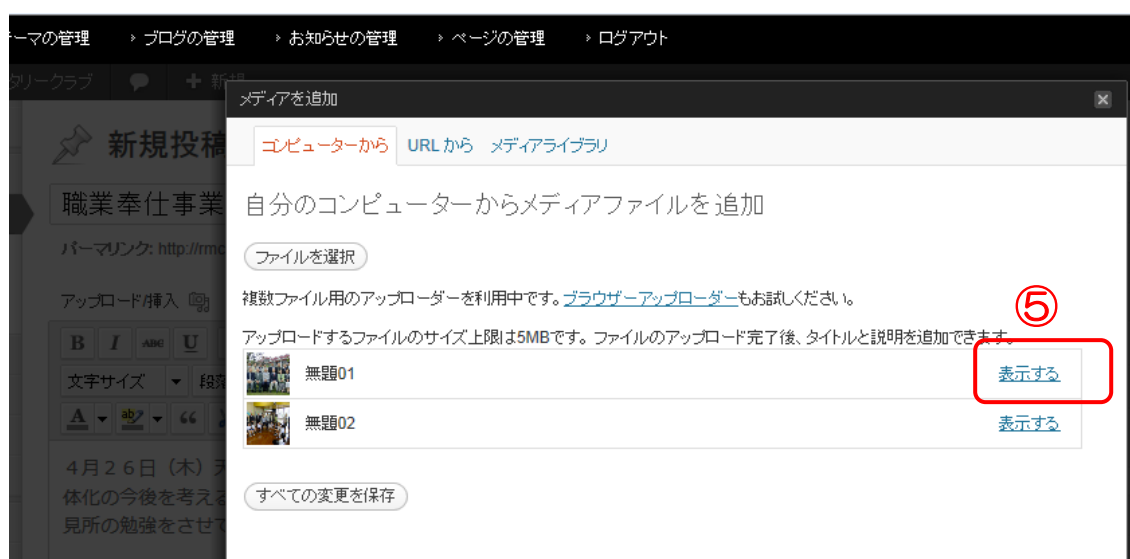 ーマの管理 › ブログの管理 › お知らせの管理 › ページの管理 › ログアウト
タリークラブ + 新規
メディアを追加
新規投稿
コンピューターから URL から メディアライブラリ
職業奉仕事業
自分のコンピューターからメディアファイルを追加
パーマリンク: http://rmc
ファイルを選択
アップロード/挿入
複数ファイル用のアップローダーを利用中です。ブラウザーアップローダーもお試しください。
⑤
アップロードするファイルのサイズ上限は5MBです。ファイルのアップロード完了後、タイトルと説明を追加できます。
B I ABC U
無題01 表示する
文字サイズ 段落
無題02 表示する
A ab
4月26日（木）天
体化の今後を考える
すべての変更を保存
見所の勉強をさせて